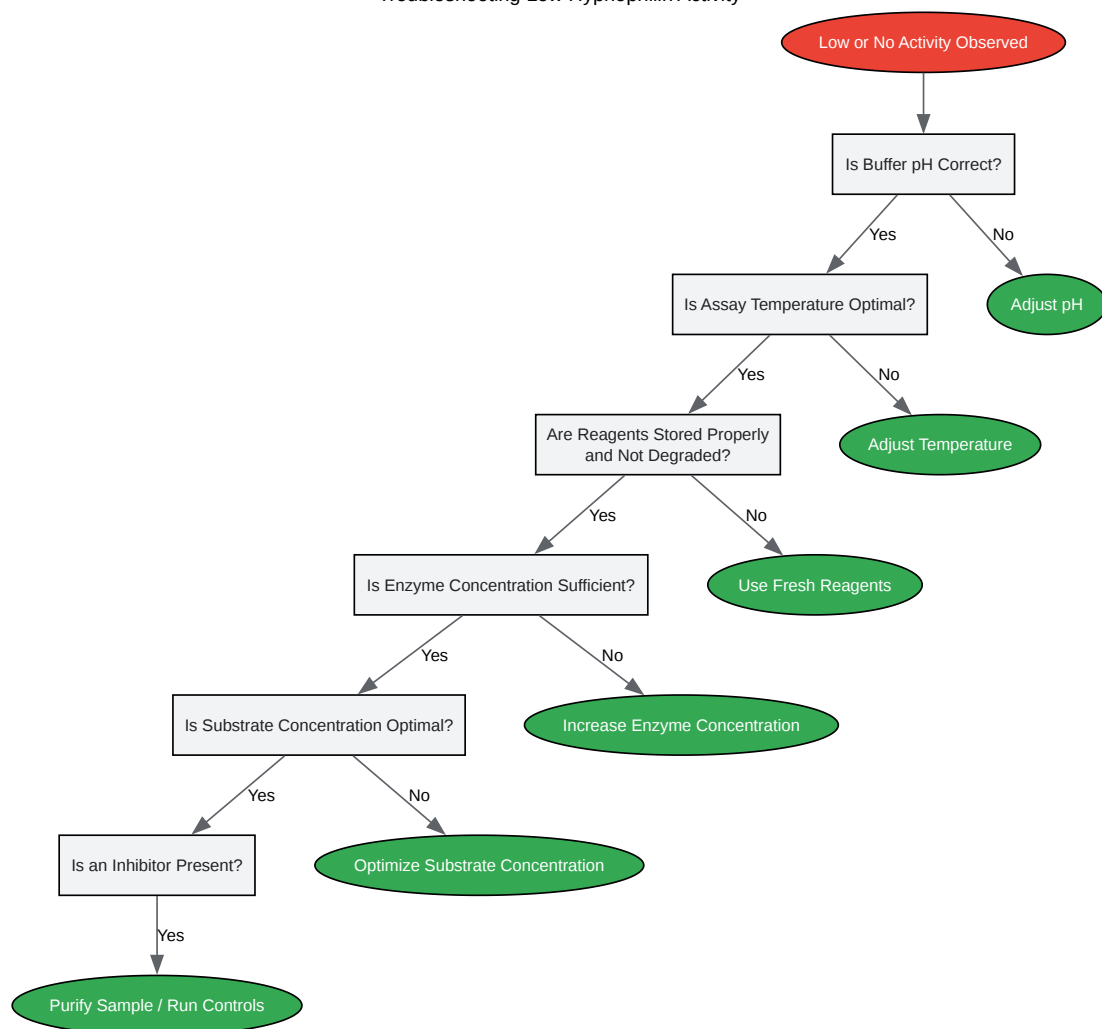 Low or No Activity Observed
Is Buffer pH Correct?
Yes
No
Is Assay Temperature Optimal?
Adjust pH
Yes
No
Are Reagents Stored Properly
and Not Degraded?
Adjust Temperature
Yes
No
Is Enzyme Concentration Sufficient?
Use Fresh Reagents
Yes
No
Is Substrate Concentration Optimal?
Increase Enzyme Concentration
Yes
No
Is an Inhibitor Present?
Optimize Substrate Concentration
Yes
Purify Sample / Run Controls